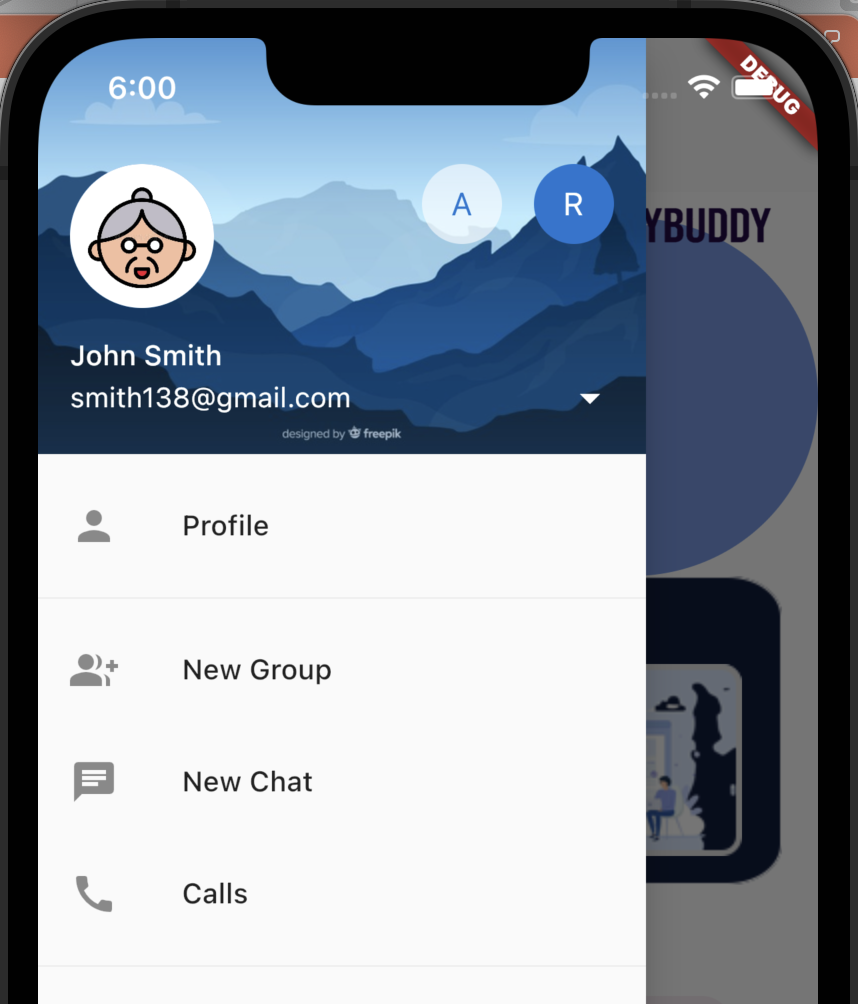 6:00
DEBUG
A
R
YBUDDY
John Smith
smith138@gmail.com
designed by freepik
Profile
New Group
New Chat
Calls